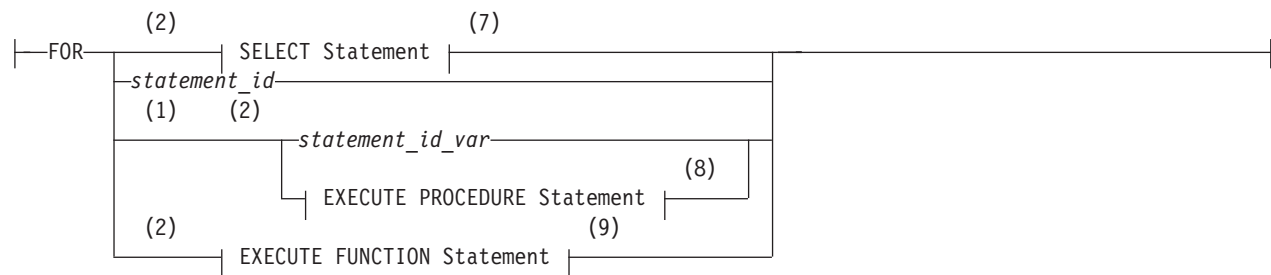 (2) (7)
FOR SELECT Statement
statement_id
(1) (2)
statement_id_var
(8)
EXECUTE PROCEDURE Statement
(2) (9)
EXECUTE FUNCTION Statement